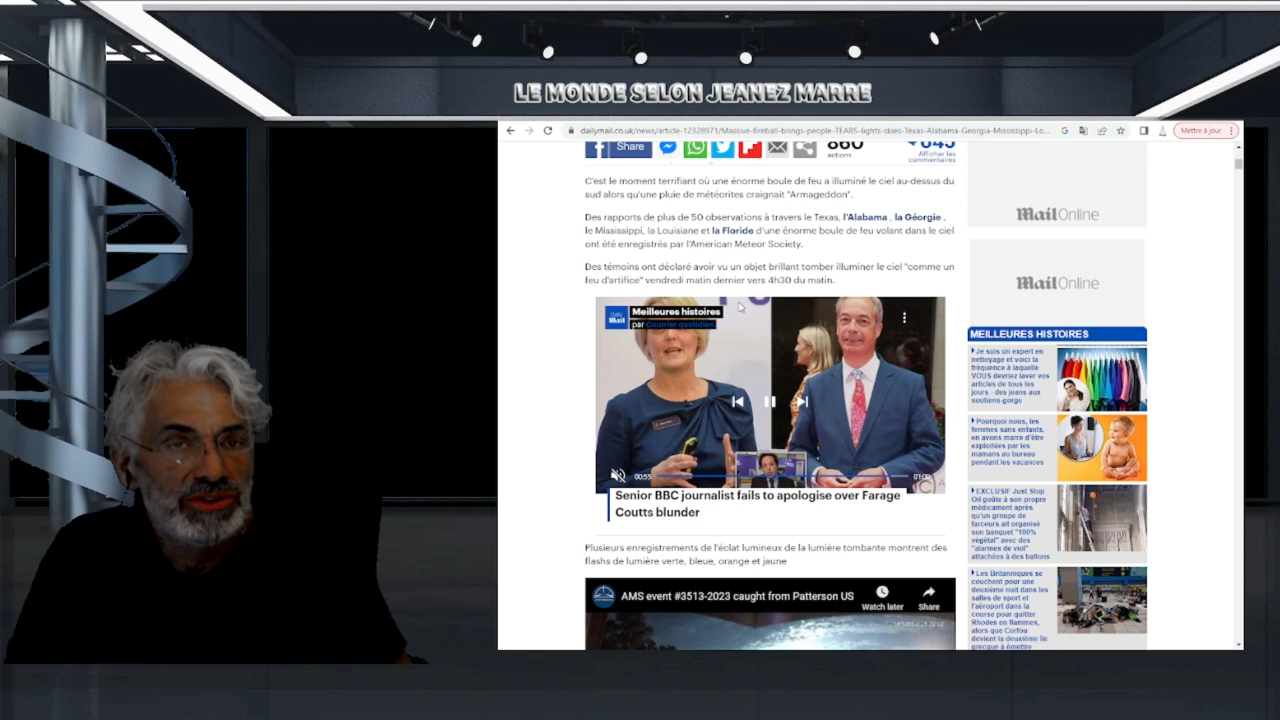 LE MONDE SELON JEANEZ MARRE
dailymail.co.uk/news/article-12328971/Massive-fireball-brings-people-TEARS-lights-skies-Texas-Alabama-Georgia-Mississippi-Lo...
Mettre à jour
Share
860
actions
645
Afficher les
commentaires
C'est le moment terrifiant où une énorme boule de feu a illuminé le ciel au-dessus du
sud alors qu'une pluie de météorites craignait "Armageddon".
Des rapports de plus de 50 observations à travers le Texas, l'Alabama , la Géorgie ,
le Mississippi, la Louisiane et la Floride d'une énorme boule de feu volant dans le ciel
ont été enregistrés par l'American Meteor Society.
Des témoins ont déclaré avoir vu un objet brillant tomber illuminer le ciel "comme un
feu d'artifice" vendredi matin dernier vers 4h30 du matin.
Daily Mail
Meilleures histoires
par Courrier quotidien
00:55
01:00
Senior BBC journalist fails to apologise over Farage
Coutts blunder
Plusieurs enregistrements de l'éclat lumineux de la lumière tombante montrent des
flashs de lumière verte, bleue, orange et jaune
AMS event #3513-2023 caught from Patterson US
Watch later
Share
Mail Online
Mail Online
MEILLEURES HISTOIRES
Je suis un expert en
nettoyage et voici la
fréquence à laquelle
VOUS devriez laver vos
articles de tous les
jours - des jeans aux
soutiens-gorge
Pourquoi nous, les
femmes sans enfants,
en avons marre d'être
exploitées par les
mamans au bureau
pendant les vacances
EXCLUSIF Just Stop
Oil goûte à son propre
médicament après
qu'un groupe de
farceurs ait organisé
son banquet "100%
végétal" avec des
"alarmes de viol"
attachées à des ballons
Les Britanniques se
couchent pour une
deuxième nuit dans les
salles de sport et
l'aéroport dans la
course pour quitter
Rhodes en flammes,
alors que Corfou
devient la deuxième île
grecque à émettre